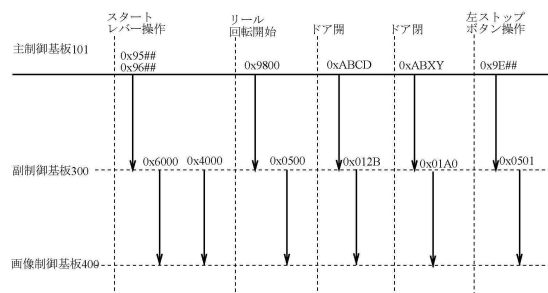 スタート
レバー操作
リール
回転開始
ドア開
ドア閉
左ストップ
ボタン操作
主制御基板101
0x95##
0x96##
0x9800
0xABCD
0xABXY
0x9E##
副制御基板300
0x6000
0x4000
0x0500
0x012B
0x01A0
0x0501
画像制御基板400